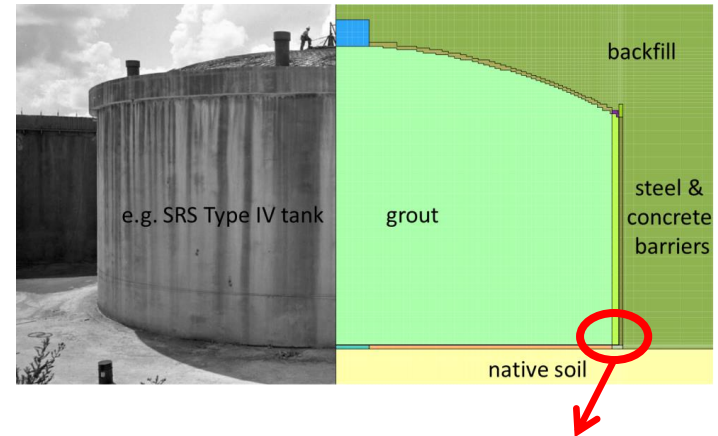 backfill
e.g. SRS Type IV tank
grout
steel &
concrete
barriers
native soil